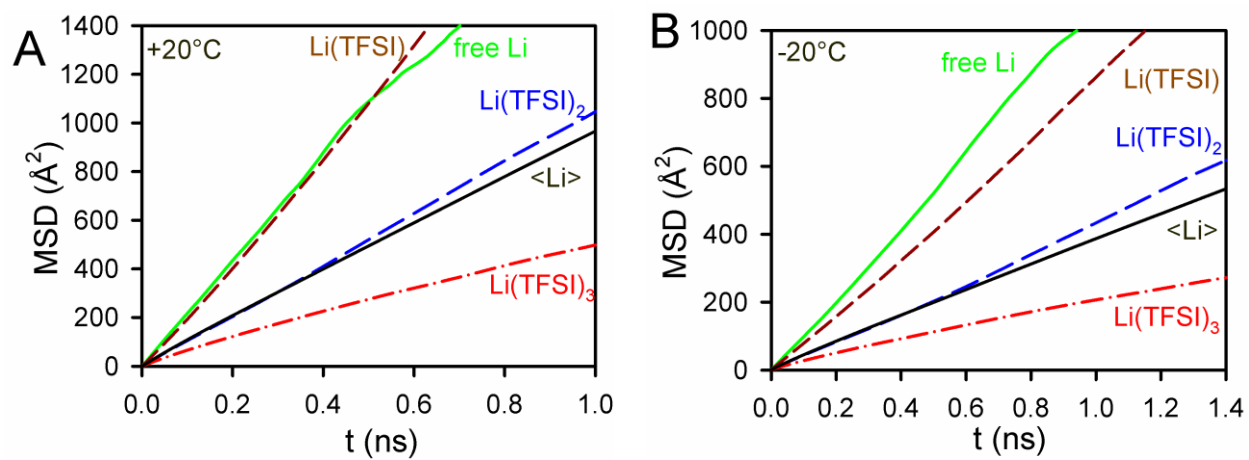 A
+20°C
Li(TFSI)
free Li
Li(TFSI)2
<Li>
Li(TFSI)3
MSD (Å2)
1400
1200
1000
800
600
400
200
0
0.0 0.2 0.4 0.6 0.8 1.0
t (ns)
B
-20°C
free Li
Li(TFSI)
Li(TFSI)2
<Li>
Li(TFSI)3
MSD (Å2)
1000
800
600
400
200
0
0.0 0.2 0.4 0.6 0.8 1.0 1.2 1.4
t (ns)